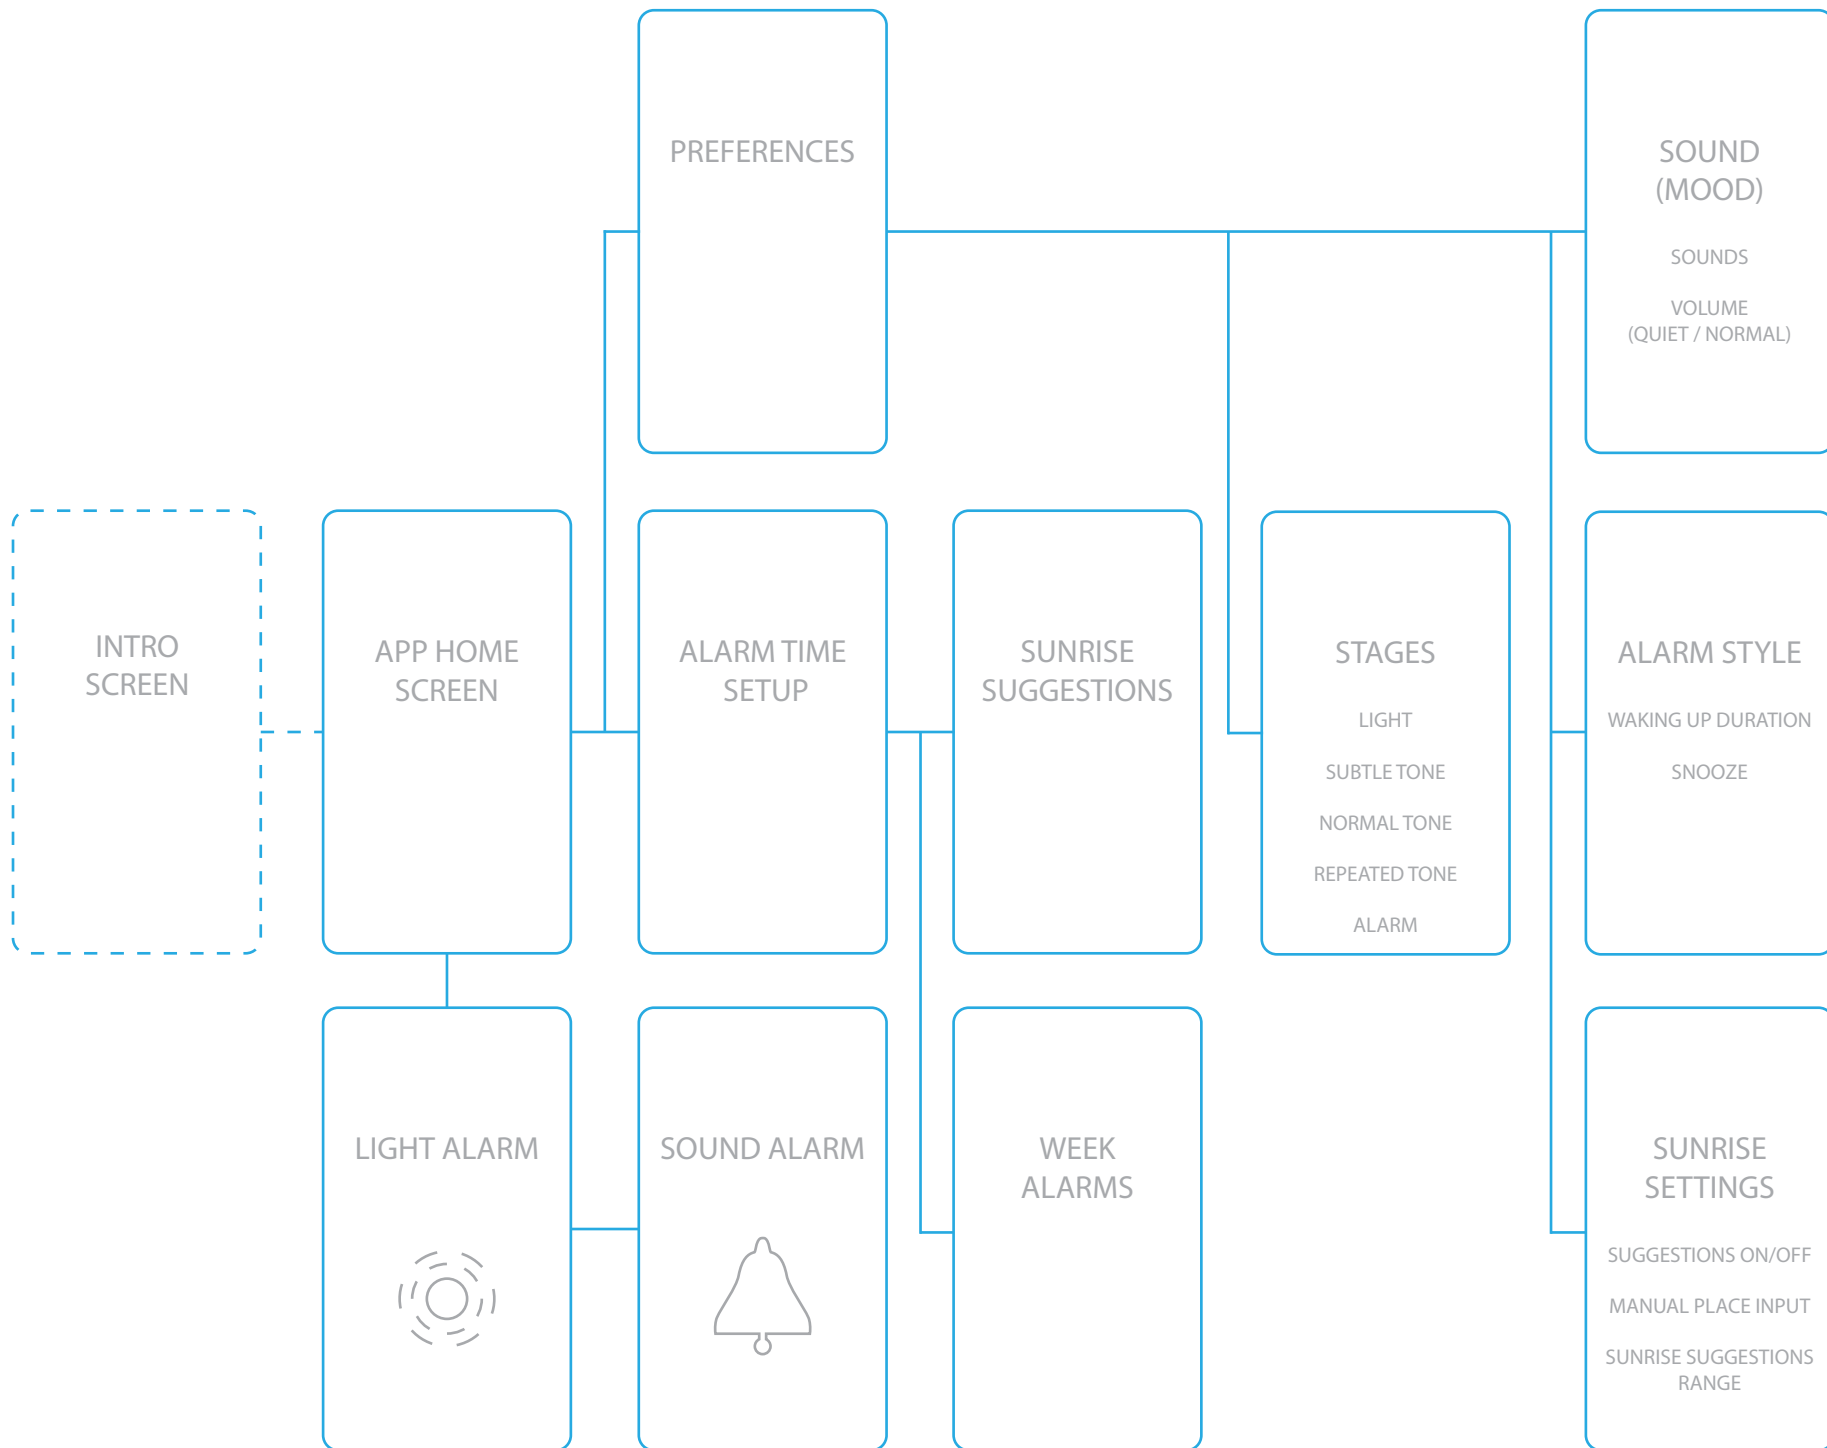 PREFERENCES
SOUND
(MOOD)
SOUNDS
VOLUME
(QUIET / NORMAL)
INTRO
SCREEN
APP HOME
SCREEN
ALARM TIME
SETUP
SUNRISE
SUGGESTIONS
STAGES
LIGHT
SUBTLE TONE
NORMAL TONE
REPEATED TONE
ALARM
ALARM STYLE
WAKING UP DURATION
SNOOZE
LIGHT ALARM
SOUND ALARM
WEEK
ALARMS
SUNRISE
SETTINGS
SUGGESTIONS ON/OFF
MANUAL PLACE INPUT
SUNRISE SUGGESTIONS
RANGE